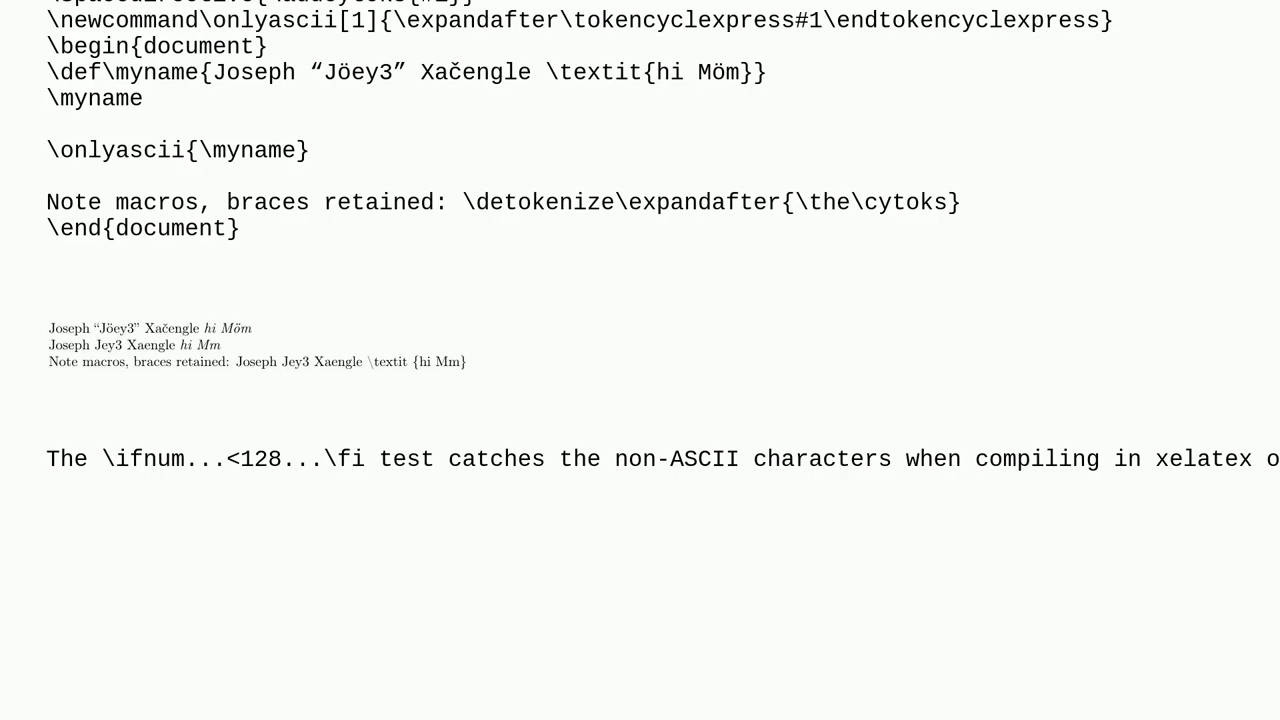 \newcommand\onlyascii[1]{\expandafter\tokencyclexpress#1\endtokencyclexpress}
\begin{document}
\def\myname{Joseph “Jöey3” Xačengle \textit{hi Möm}}
\myname
\onlyascii{\myname}
Note macros, braces retained: \detokenize\expandafter{\the\cytoks}
\end{document}
Joseph “Jöey3” Xačengle hi Möm
Joseph Jey3 Xaengle hi Mm
Note macros, braces retained: Joseph Jey3 Xaengle \textit {hi Mm}
The \ifnum...<128...\fi test catches the non-ASCII characters when compiling in xelatex o